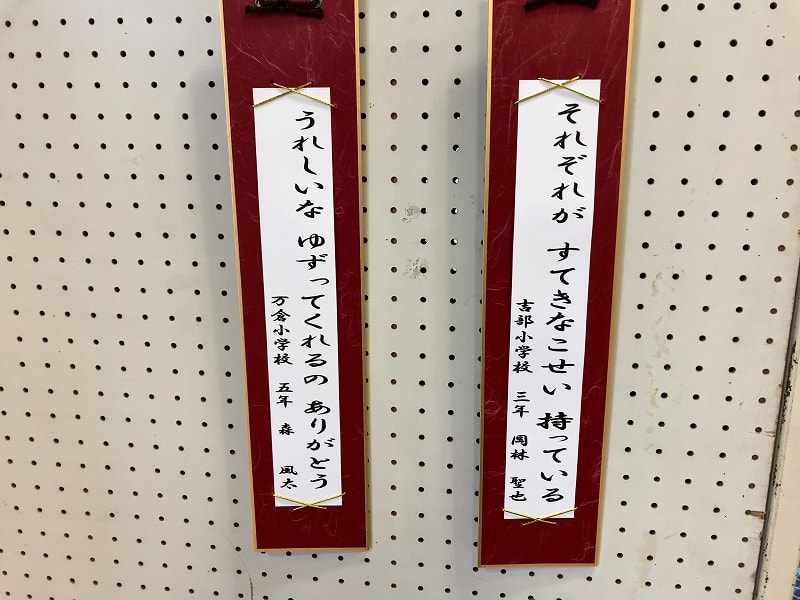 それぞれが すてきなこせい 持っている
吉部小学校 三年 岡林 聖也
うれしいな ゆずってくれるの ありがとう
万倉小学校 五年 森 風太